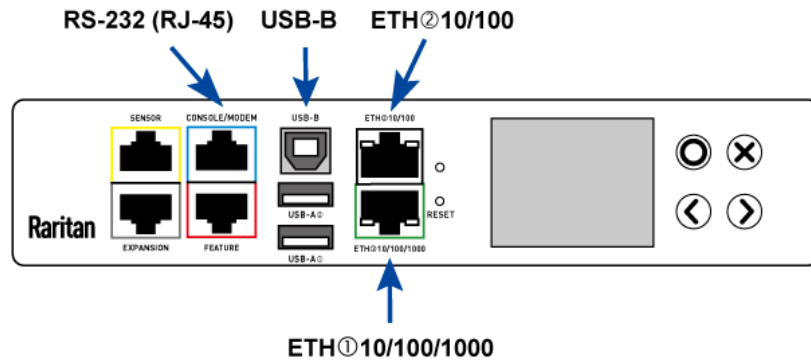 RS-232 (RJ-45) USB-B ETH②10/100
SENSOR CONSOLE/MODEM USB-B ETH②10/100
USB-A②
RESET
Raritan
EXPANSION FEATURE USB-A① ETH①10/100/1000
ETH①10/100/1000